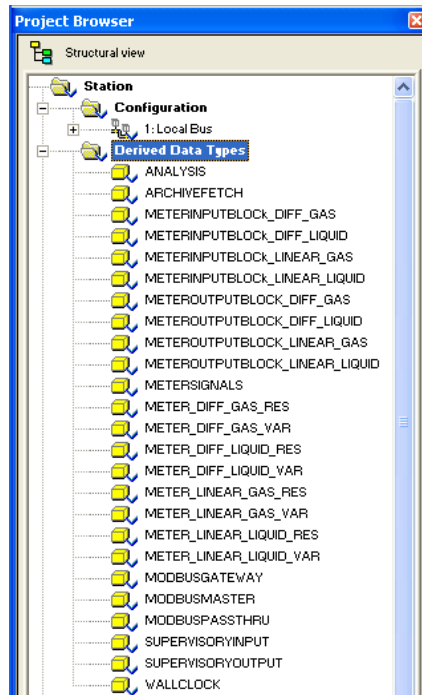 Project Browser
Structural view
Station
Configuration
1: Local Bus
Derived Data Types
ANALYSIS
ARCHIVEFETCH
METERINPUTBLOCk_DIFF_GAS
METERINPUTBLOCk_DIFF_LIQUID
METERINPUTBLOCk_LINEAR_GAS
METERINPUTBLOCk_LINEAR_LIQUID
METEROUTPUTBLOCK_DIFF_GAS
METEROUTPUTBLOCK_DIFF_LIQUID
METEROUTPUTBLOCK_LINEAR_GAS
METEROUTPUTBLOCK_LINEAR_LIQUID
METERSIGNALS
METER_DIFF_GAS_RES
METER_DIFF_GAS_VAR
METER_DIFF_LIQUID_RES
METER_DIFF_LIQUID_VAR
METER_LINEAR_GAS_RES
METER_LINEAR_GAS_VAR
METER_LINEAR_LIQUID_RES
METER_LINEAR_LIQUID_VAR
MODBUSGATEWAY
MODBUSMASTER
MODBUSPASSTHRU
SUPERVISORYINPUT
SUPERVISORYOUTPUT
WALLCLOCK